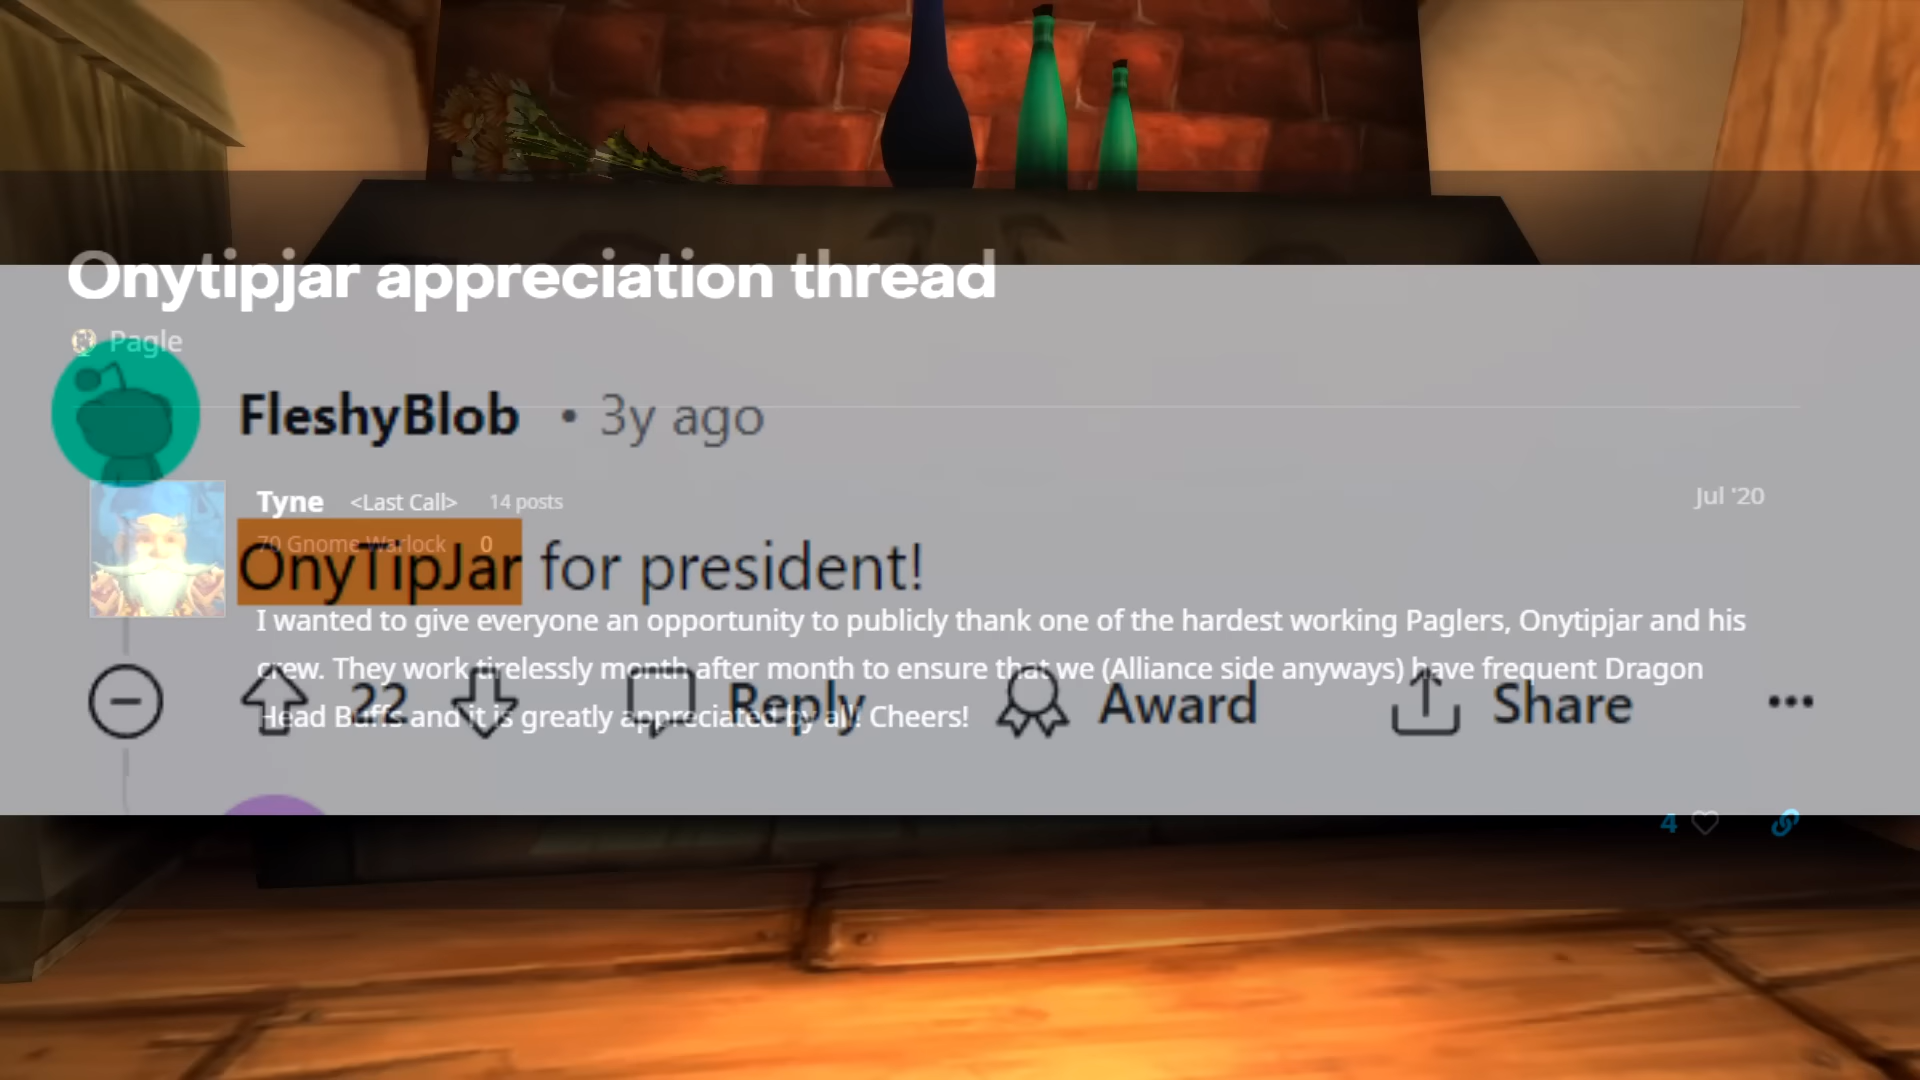 Onytipjar appreciation thread
Pagle
FleshyBlob • 3y ago
Tyne <Last Call> 14 posts Jul '20
70 Gnome Warlock 0
OnyTipJar for president!
I wanted to give everyone an opportunity to publicly thank one of the hardest working Paglers, Onytipjar and his
crew. They work tirelessly month after month to ensure that we (Alliance side anyways) have frequent Dragon
Head Buffs and it is greatly appreciated by all! Cheers!
22 Reply Award Share
4